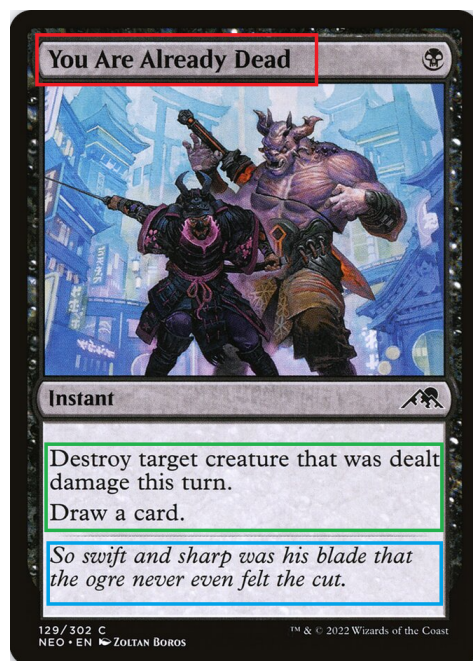 You Are Already Dead
Instant
Destroy target creature that was dealt
damage this turn.
Draw a card.
So swift and sharp was his blade that
the ogre never even felt the cut.
129/302 C
NEO • EN ZOLTAN BOROS
™ & © 2022 Wizards of the Coast